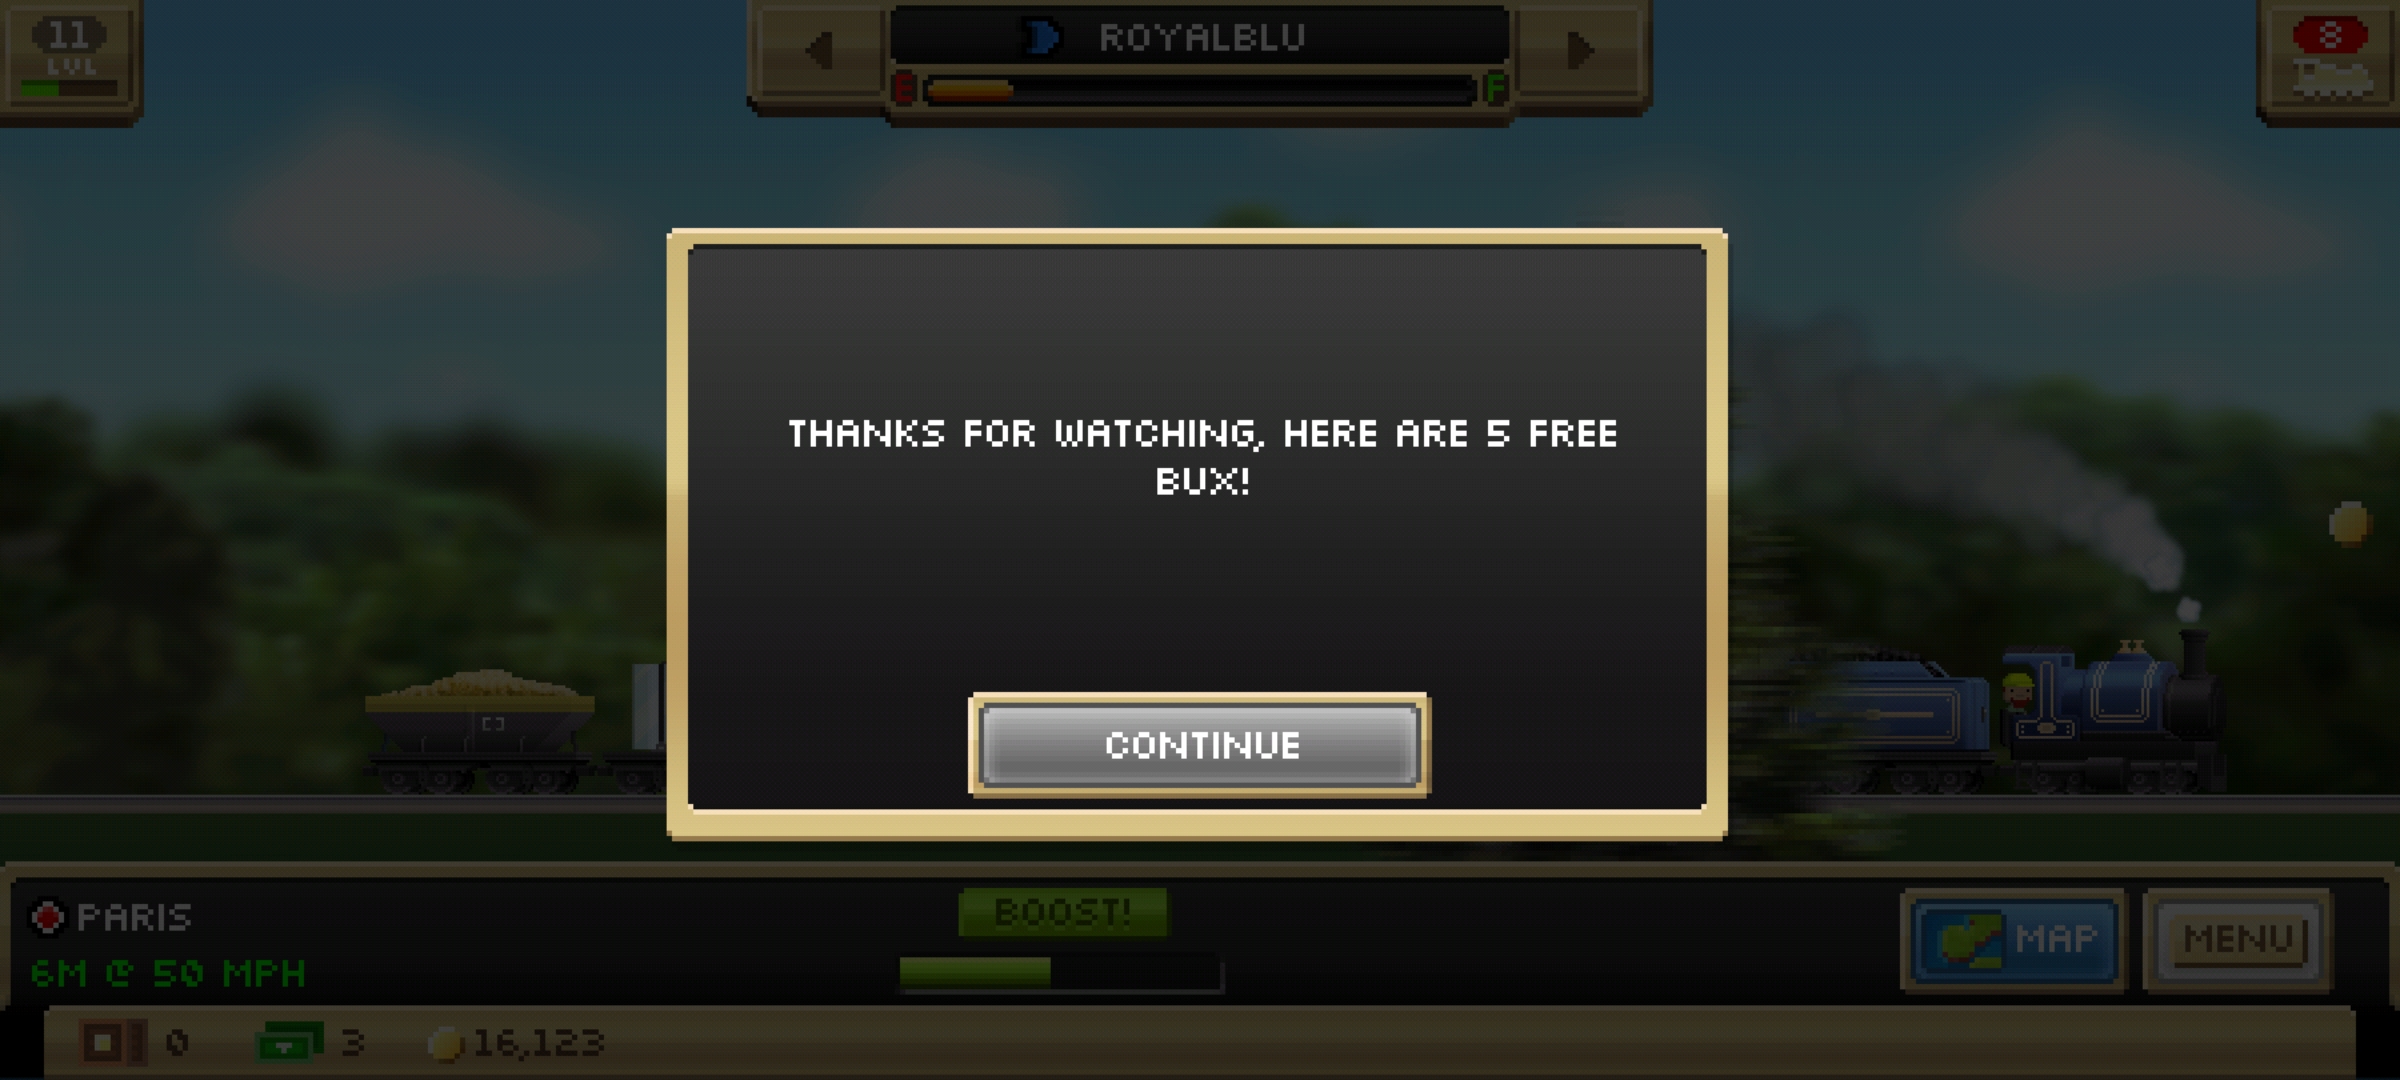 11
LVL
ROYALBLU
E F
8
THANKS FOR WATCHING, HERE ARE 5 FREE
BUX!
CONTINUE
PARIS
6M @ 50 MPH
BOOST!
MAP
MENU
0
3
16,123